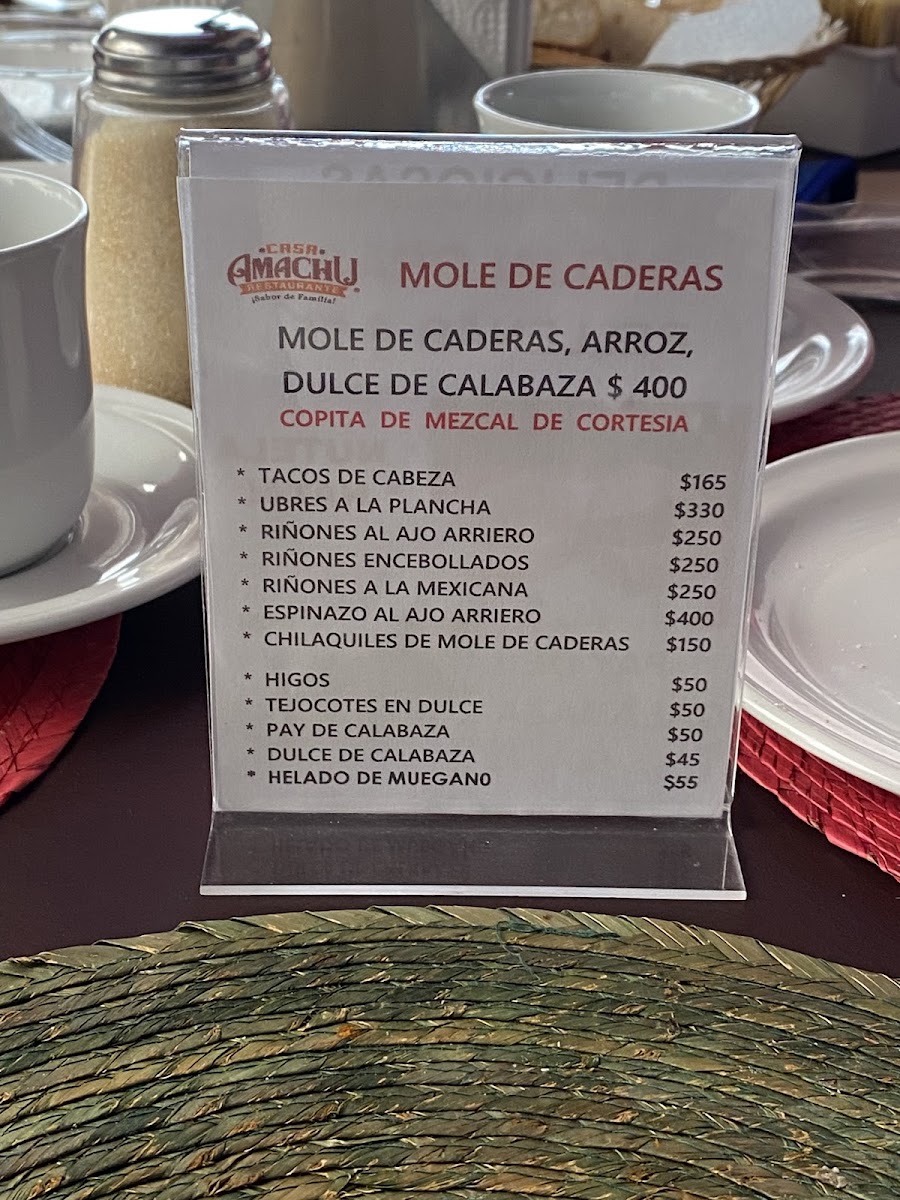 CASA
AMACHU
RESTAURANTE
¡Sabor de Familia!
MOLE DE CADERAS
MOLE DE CADERAS, ARROZ,
DULCE DE CALABAZA $ 400
COPITA DE MEZCAL DE CORTESIA
* TACOS DE CABEZA $165
* UBRES A LA PLANCHA $330
* RIÑONES AL AJO ARRIERO $250
* RIÑONES ENCEBOLLADOS $250
* RIÑONES A LA MEXICANA $250
* ESPINAZO AL AJO ARRIERO $400
* CHILAQUILES DE MOLE DE CADERAS $150
* HIGOS $50
* TEJOCOTES EN DULCE $50
* PAY DE CALABAZA $50
* DULCE DE CALABAZA $45
* HELADO DE MUEGAN0 $55